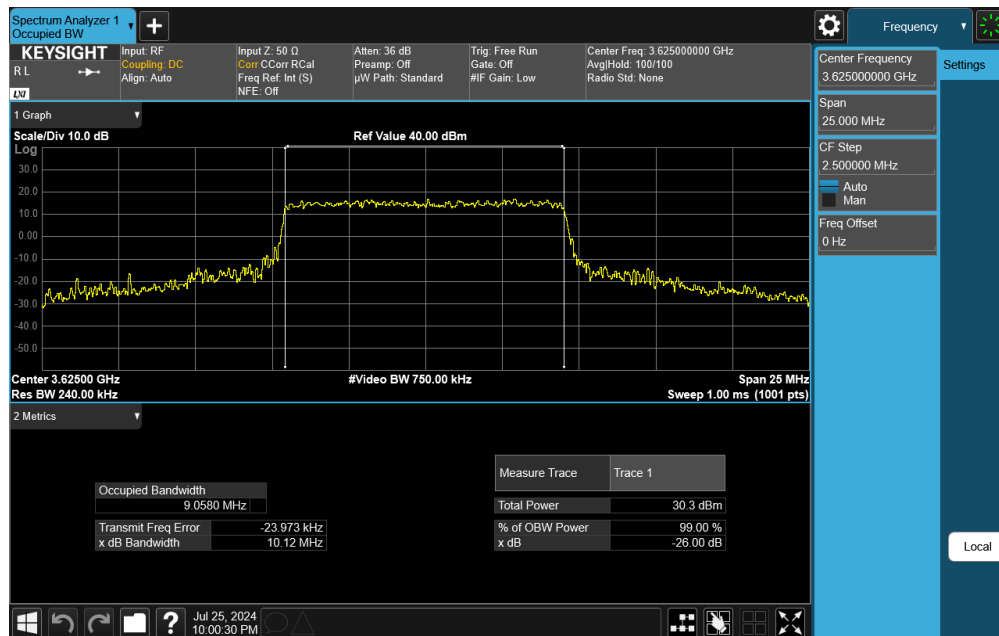 Spectrum Analyzer 1
Occupied BW
Frequency
KEYSIGHT
R L
LXI
Input: RF
Coupling: DC
Align: Auto
Input Z: 50 Ω
Corr CCorr RCal
Freq Ref: Int (S)
NFE: Off
Atten: 36 dB
Preamp: Off
µW Path: Standard
Trig: Free Run
Gate: Off
#IF Gain: Low
Center Freq: 3.625000000 GHz
Avg|Hold: 100/100
Radio Std: None
Center Frequency
3.625000000 GHz
Settings
Span
25.000 MHz
CF Step
2.500000 MHz
Auto
Man
Freq Offset
0 Hz
1 Graph
Scale/Div 10.0 dB
Ref Value 40.00 dBm
Log
30.0
20.0
10.0
0.00
-10.0
-20.0
-30.0
-40.0
-50.0
Center 3.62500 GHz
#Video BW 750.00 kHz
Span 25 MHz
Res BW 240.00 kHz
Sweep 1.00 ms (1001 pts)
2 Metrics
Measure Trace Trace 1
Occupied Bandwidth
9.0580 MHz
Total Power 30.3 dBm
Transmit Freq Error -23.973 kHz
% of OBW Power 99.00 %
x dB Bandwidth 10.12 MHz
x dB -26.00 dB
Local
?
Jul 25, 2024
10:00:30 PM